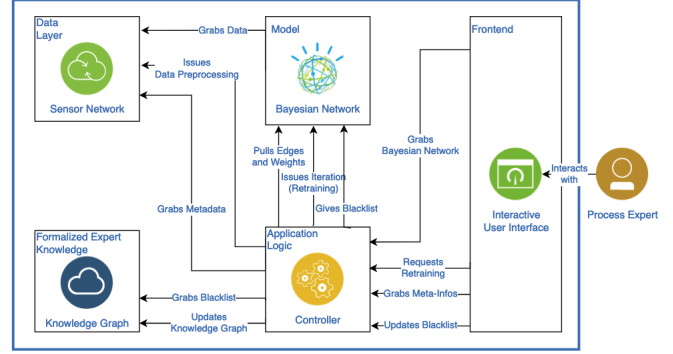 Data
Layer
Sensor Network
Grabs Data
Issues
Data Preprocessing
Model
Bayesian Network
Frontend
Grabs
Bayesian Network
Pulls Edges
and Weights
Issues Iteration
(Retraining)
Gives Blacklist
Grabs Metadata
Interactive
User Interface
Interacts
with
Process Expert
Formalized Expert
Knowledge
Knowledge Graph
Grabs Blacklist
Updates
Knowledge Graph
Application
Logic
Controller
Requests
Retraining
Grabs Meta-Infos
Updates Blacklist